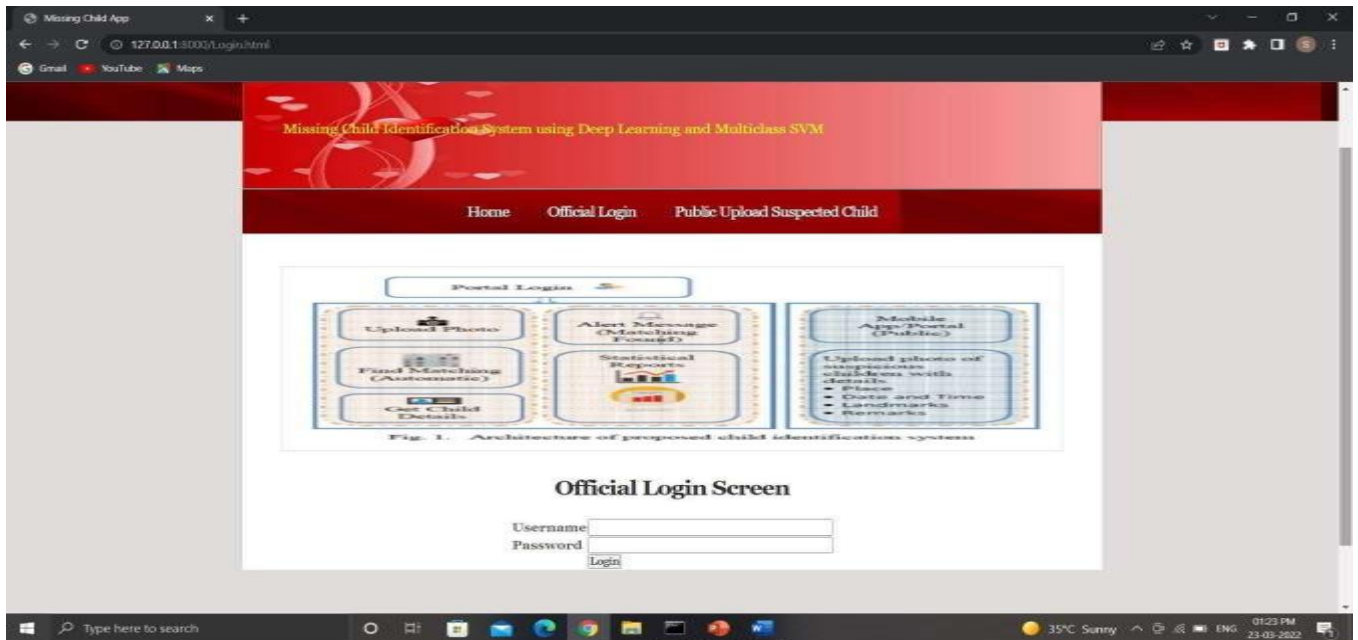 Missing Child App
127.0.0.1:8000/Login.html
Gmail YouTube Maps
Missing Child Identification System using Deep Learning and Multiclass SVM
Home Official Login Public Upload Suspected Child
Portal Login
Upload Photo
Find Matching
(Automatic)
Get Child
Details
Alert Message
(Matching
Found)
Statistical
Reports
Mobile
App/Portal
(Public)
Upload photo of
suspicious
children with
details
• Place
• Date and Time
• Landmarks
• Remarks
Fig. 1. Architecture of proposed child identification system
Official Login Screen
Username
Password
Login
Type here to search
35°C Sunny ENG 01:23 PM
23-03-2022